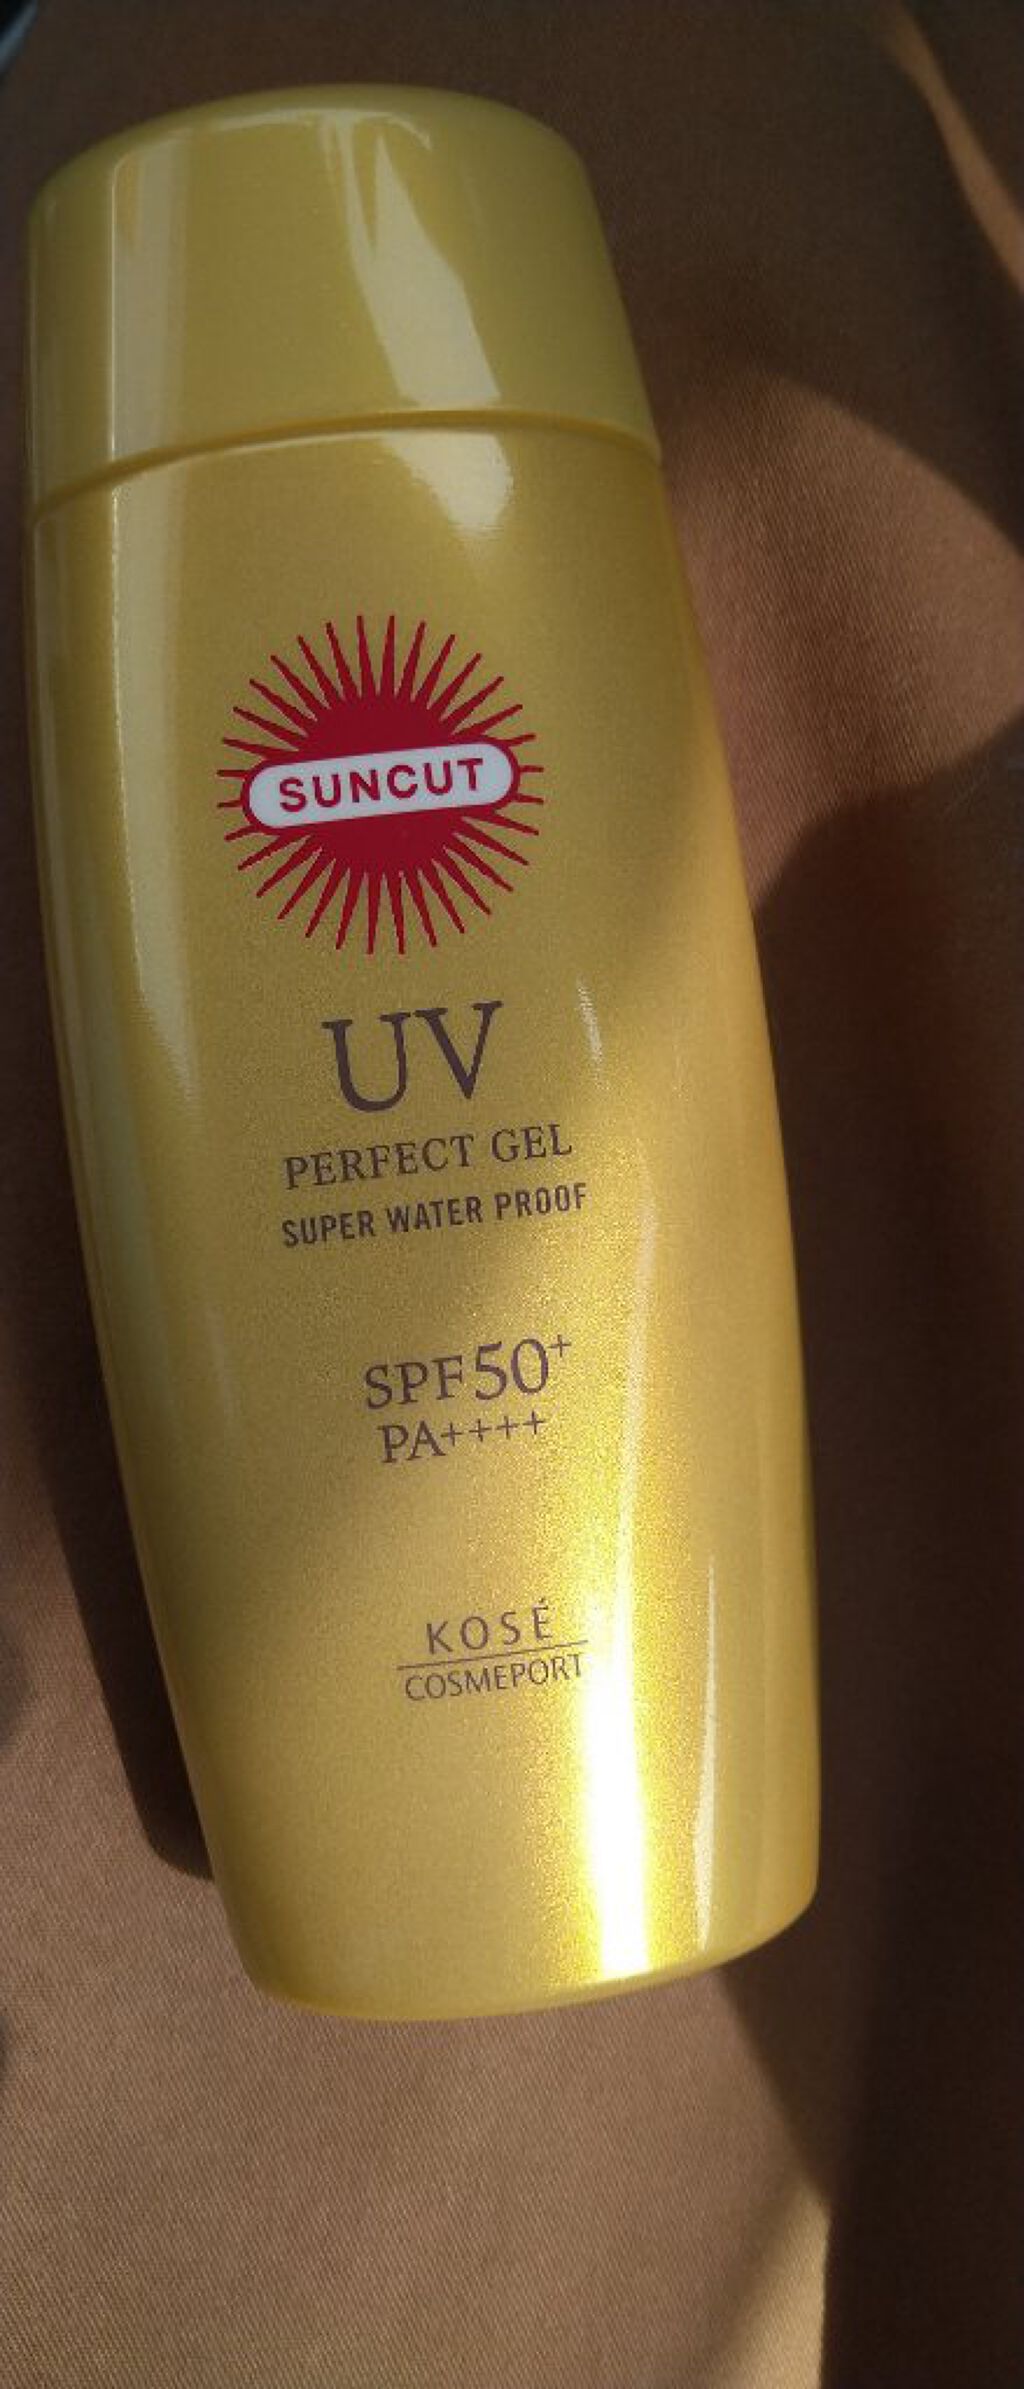 SUNCUT
UV
PERFECT GEL
SUPER WATER PROOF
SPF50+
PA++++
KOSÉ
COSMEPORT